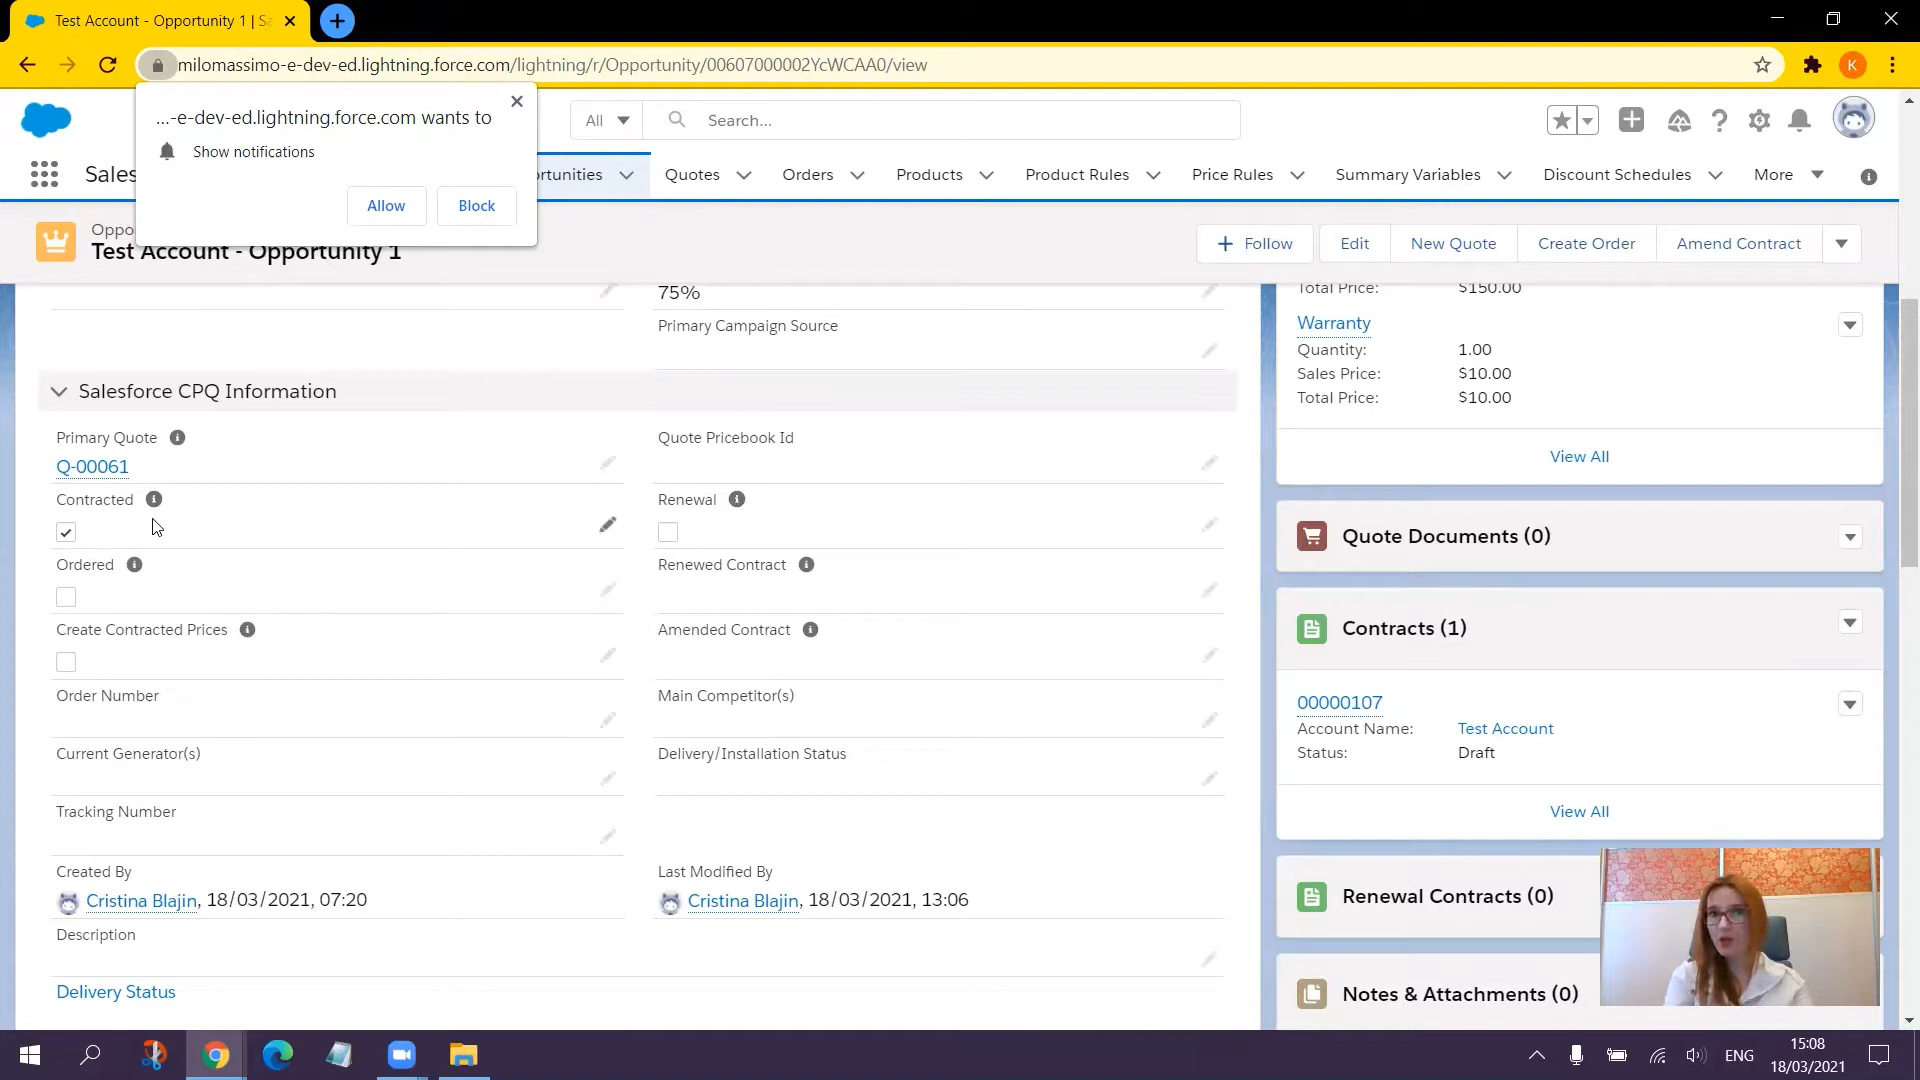 Test Account - Opportunity 1 | Sa
milomassimo-e-dev-ed.lightning.force.com/lightning/r/Opportunity/00607000002YcWCAA0/view
K
...-e-dev-ed.lightning.force.com wants to
Show notifications
Allow
Block
All
Search...
Sales
ortunities
Quotes
Orders
Products
Product Rules
Price Rules
Summary Variables
Discount Schedules
More
Oppo
Test Account - Opportunity 1
Follow
Edit
New Quote
Create Order
Amend Contract
75%
Primary Campaign Source
Salesforce CPQ Information
Primary Quote
Q-00061
Quote Pricebook Id
Contracted
Renewal
Ordered
Renewed Contract
Create Contracted Prices
Amended Contract
Order Number
Main Competitor(s)
Current Generator(s)
Delivery/Installation Status
Tracking Number
Created By
Cristina Blajin, 18/03/2021, 07:20
Last Modified By
Cristina Blajin, 18/03/2021, 13:06
Description
Delivery Status
Total Price: $150.00
Warranty
Quantity: 1.00
Sales Price: $10.00
Total Price: $10.00
View All
Quote Documents (0)
Contracts (1)
00000107
Account Name: Test Account
Status: Draft
View All
Renewal Contracts (0)
Notes & Attachments (0)
ENG
15:08
18/03/2021